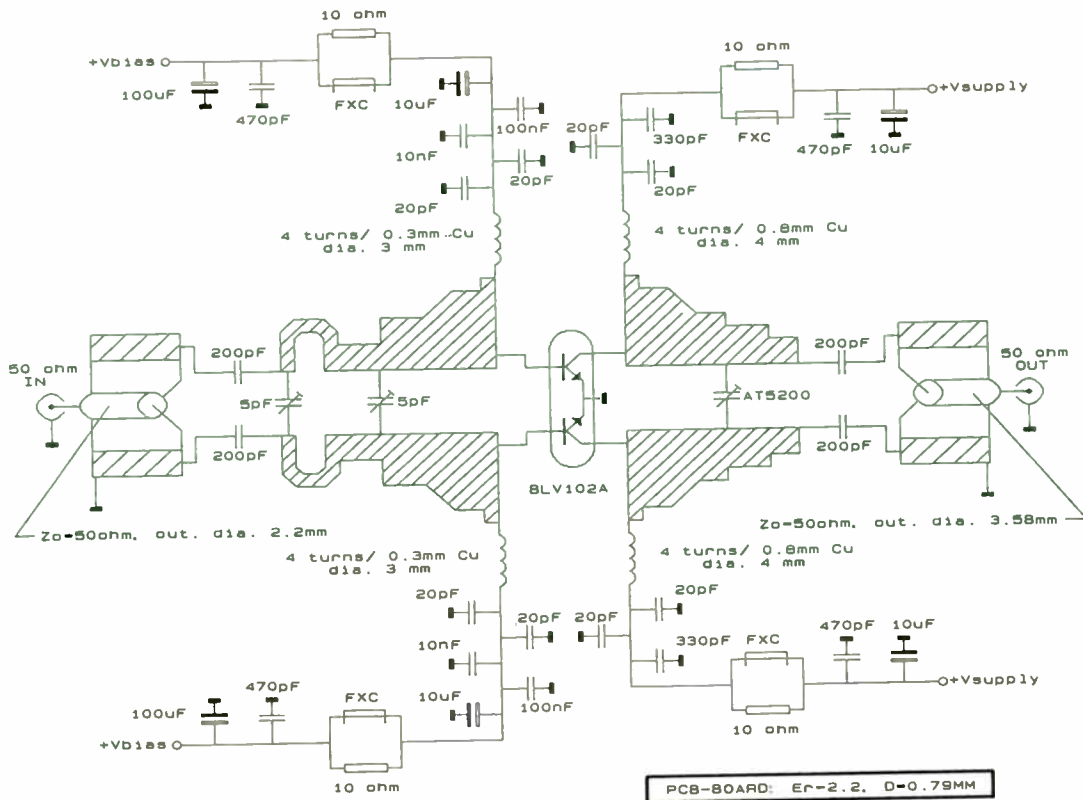 10 ohm
+Vbias
100uF
470pF
FXC
10uF
100nF
10nF
20pF
20pF
4 turns/ 0.3mm Cu
dia. 3 mm
10 ohm
+Vsupply
20pF
330pF
FXC
470pF
10uF
20pF
4 turns/ 0.8mm Cu
dia. 4 mm
50 ohm
IN
200pF
5pF
5pF
200pF
BLV102A
AT5200
200pF
200pF
50 ohm
OUT
Zo=50ohm, out. dia. 2.2mm
Zo=50ohm, out. dia. 3.58mm
4 turns/ 0.3mm Cu
dia. 3 mm
4 turns/ 0.8mm Cu
dia. 4 mm
20pF
20pF
10nF
10uF
100nF
100uF
470pF
FXC
+Vbias
10 ohm
20pF
20pF
330pF
FXC
470pF
10uF
+Vsupply
10 ohm
PCB-BOARD: Er=2.2, D=0.79MM